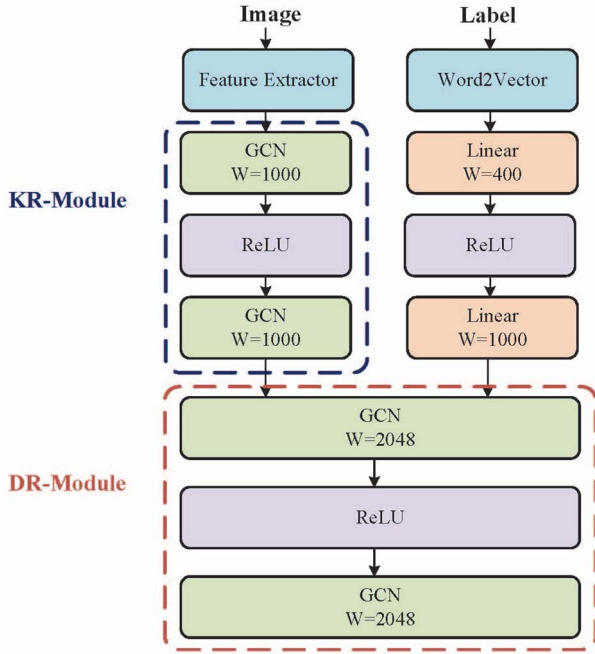 Image
Label
Feature Extractor
Word2Vector
KR-Module
GCN
W=1000
ReLU
GCN
W=1000
Linear
W=400
ReLU
Linear
W=1000
DR-Module
GCN
W=2048
ReLU
GCN
W=2048